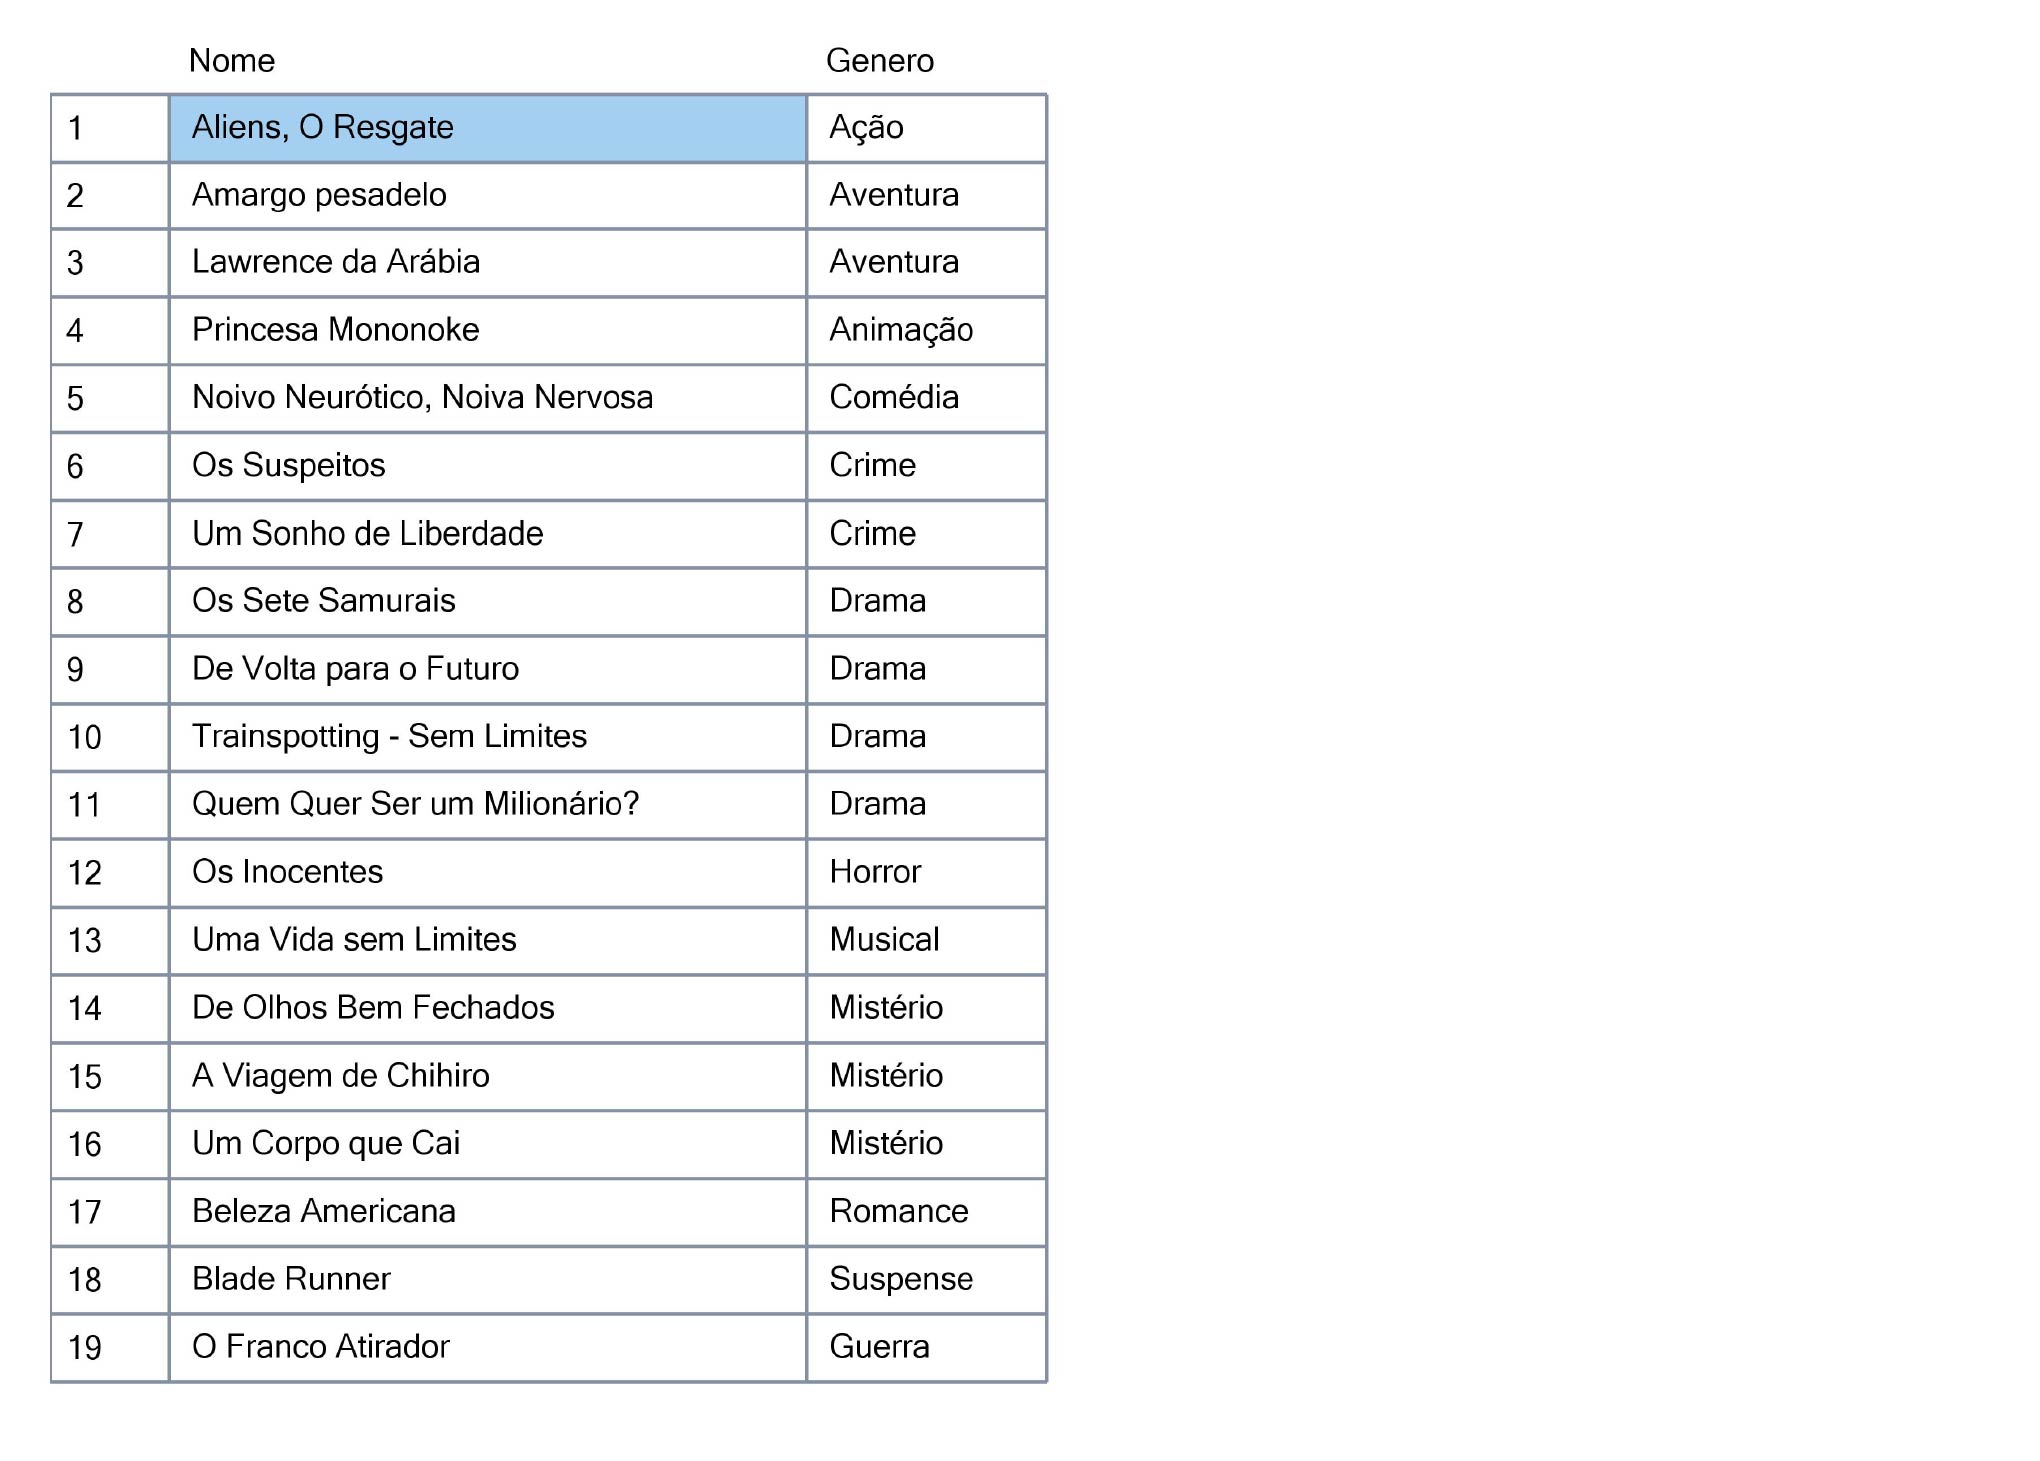 Nome Genero
1 Aliens, O Resgate Ação
2 Amargo pesadelo Aventura
3 Lawrence da Arábia Aventura
4 Princesa Mononoke Animação
5 Noivo Neurótico, Noiva Nervosa Comédia
6 Os Suspeitos Crime
7 Um Sonho de Liberdade Crime
8 Os Sete Samurais Drama
9 De Volta para o Futuro Drama
10 Trainspotting - Sem Limites Drama
11 Quem Quer Ser um Milionário? Drama
12 Os Inocentes Horror
13 Uma Vida sem Limites Musical
14 De Olhos Bem Fechados Mistério
15 A Viagem de Chihiro Mistério
16 Um Corpo que Cai Mistério
17 Beleza Americana Romance
18 Blade Runner Suspense
19 O Franco Atirador Guerra